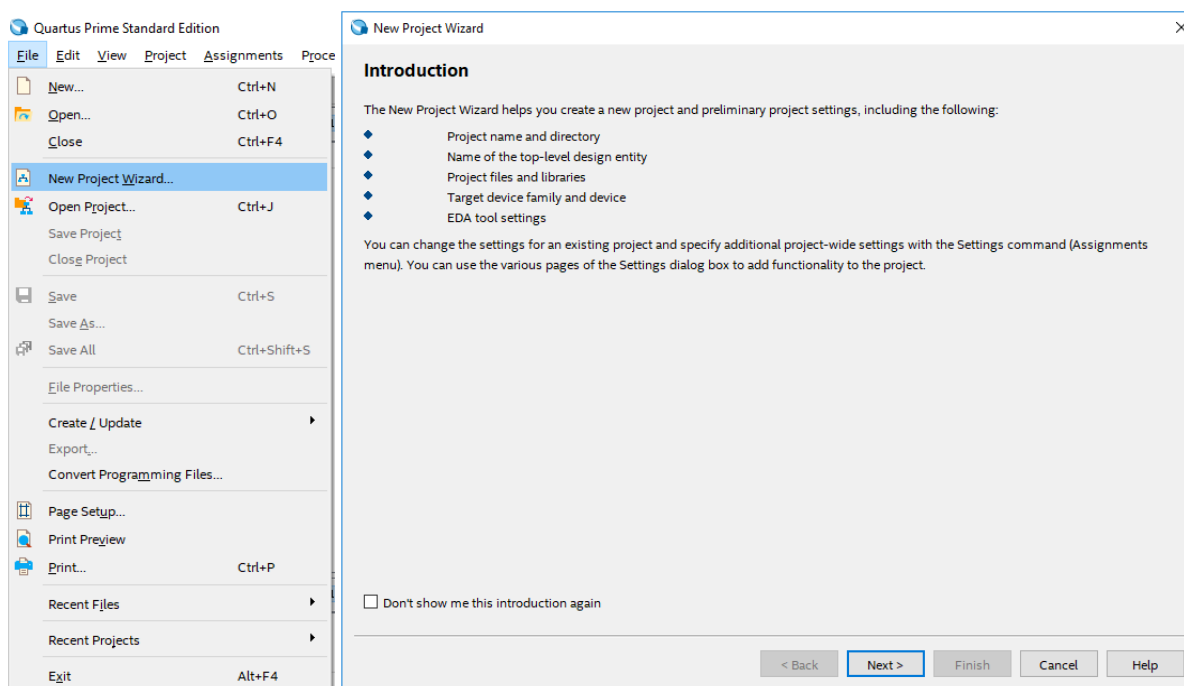 Quartus Prime Standard Edition
File Edit View Project Assignments Proce
New... Ctrl+N
Open... Ctrl+O
Close Ctrl+F4
New Project Wizard...
Open Project... Ctrl+J
Save Project
Close Project
Save Ctrl+S
Save As...
Save All Ctrl+Shift+S
File Properties...
Create / Update
Export...
Convert Programming Files...
Page Setup...
Print Preview
Print... Ctrl+P
Recent Files
Recent Projects
Exit Alt+F4
New Project Wizard
Introduction
The New Project Wizard helps you create a new project and preliminary project settings, including the following:
Project name and directory
Name of the top-level design entity
Project files and libraries
Target device family and device
EDA tool settings
You can change the settings for an existing project and specify additional project-wide settings with the Settings command (Assignments
menu). You can use the various pages of the Settings dialog box to add functionality to the project.
Don't show me this introduction again
< Back Next > Finish Cancel Help